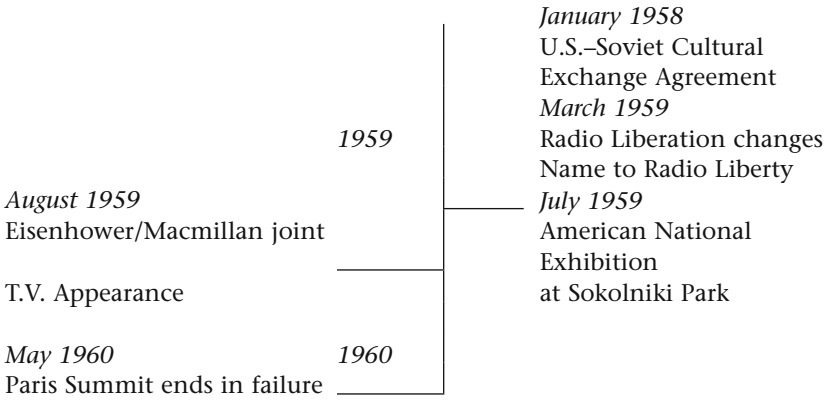 January 1958
U.S.–Soviet Cultural
Exchange Agreement
March 1959
1959
Radio Liberation changes
Name to Radio Liberty
August 1959
July 1959
Eisenhower/Macmillan joint
American National
Exhibition
T.V. Appearance
at Sokolniki Park
May 1960
1960
Paris Summit ends in failure